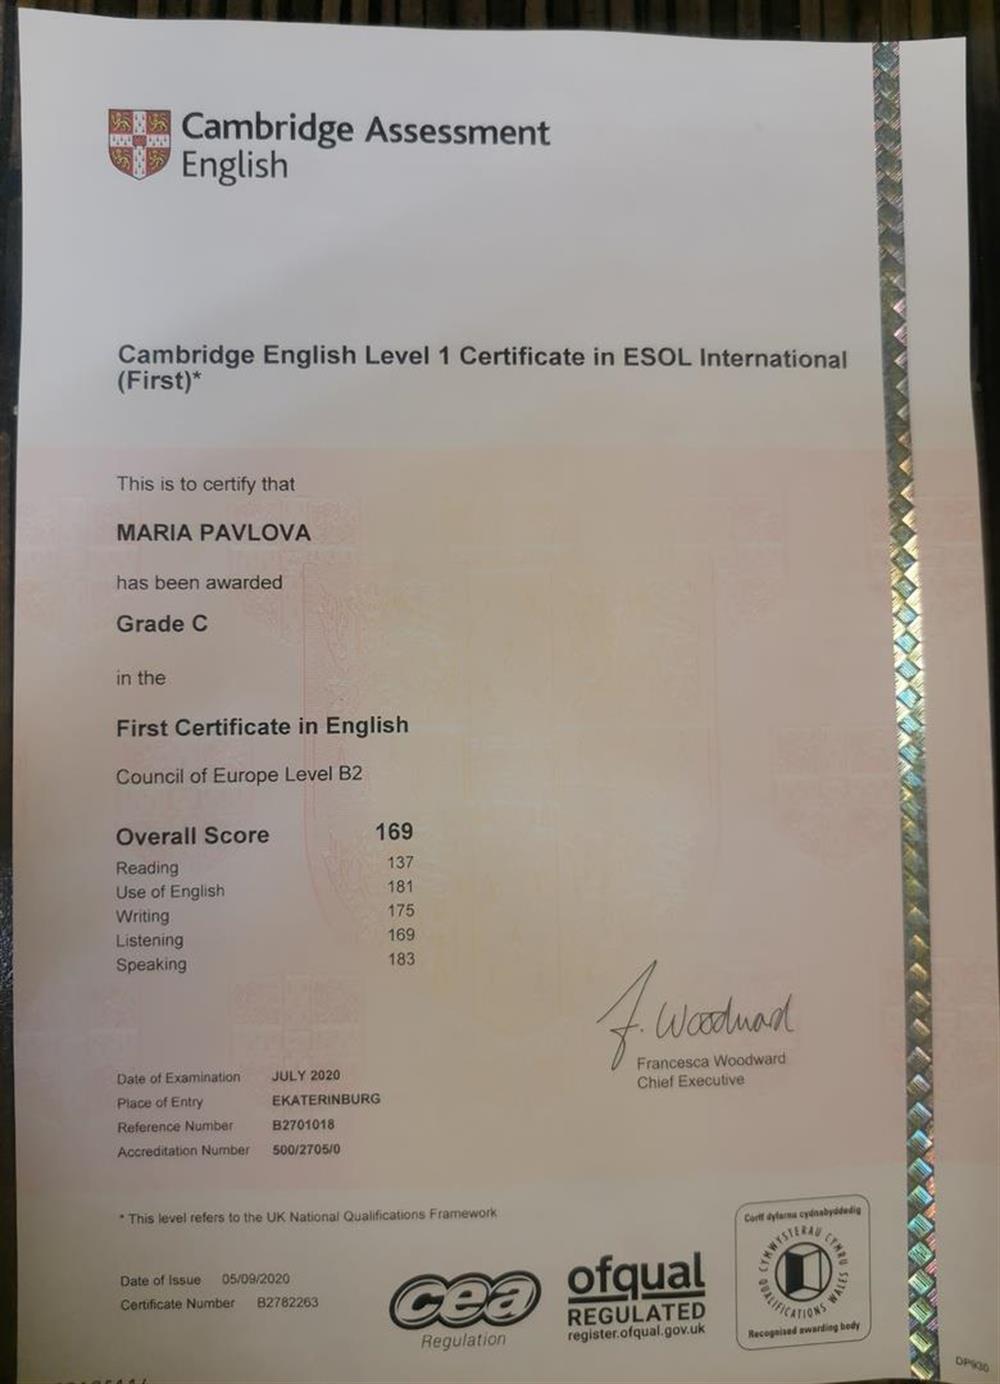 Cambridge Assessment
English
Cambridge English Level 1 Certificate in ESOL International
(First)*
This is to certify that
MARIA PAVLOVA
has been awarded
Grade C
in the
First Certificate in English
Council of Europe Level B2
Overall Score 169
Reading 137
Use of English 181
Writing 175
Listening 169
Speaking 183
F. Woodward
Francesca Woodward
Chief Executive
Date of Examination JULY 2020
Place of Entry EKATERINBURG
Reference Number B2701018
Accreditation Number 500/2705/0
* This level refers to the UK National Qualifications Framework
Date of Issue 05/09/2020
Certificate Number B2782263
cea
Regulation
ofqual
REGULATED
register.ofqual.gov.uk
Corff dyfarnu cydnabyddedig
CYMWYSTERAU CYMRU
QUALIFICATIONS WALES
Recognised awarding body
DP930